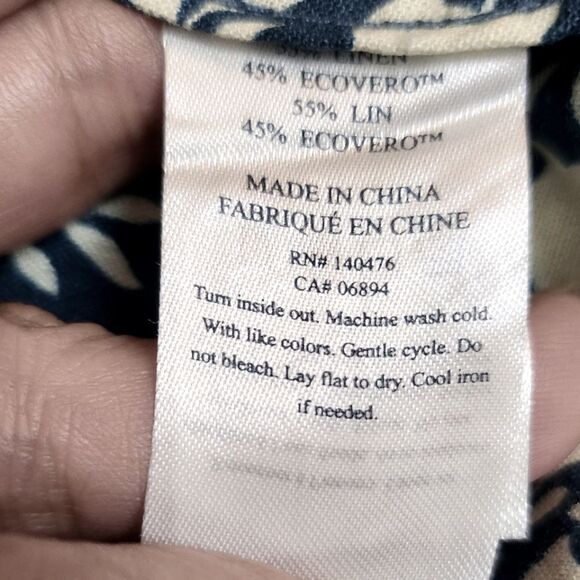 55% LINEN
45% ECOVERO™
55% LIN
45% ECOVERO™
MADE IN CHINA
FABRIQUÉ EN CHINE
RN# 140476
CA# 06894
Turn inside out. Machine wash cold.
With like colors. Gentle cycle. Do
not bleach. Lay flat to dry. Cool iron
if needed.